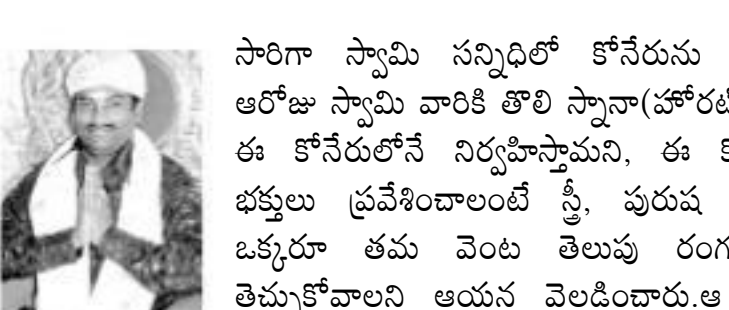 సారిగా స్వామి సన్నిధిలో కోనేరును
ఆరోజు స్వామి వారికి తొలి స్నానా(హోరటి
ఈ కోనేరులోనే నిర్వహిస్తామని, ఈ
భక్తులు ప్రవేశించాలంటే స్త్రీ, పురుష
ఒక్కరూ తమ వెంట తెలుపు రంగ
తెచ్చుకోవాలని ఆయన వెలడించారు.ఆ